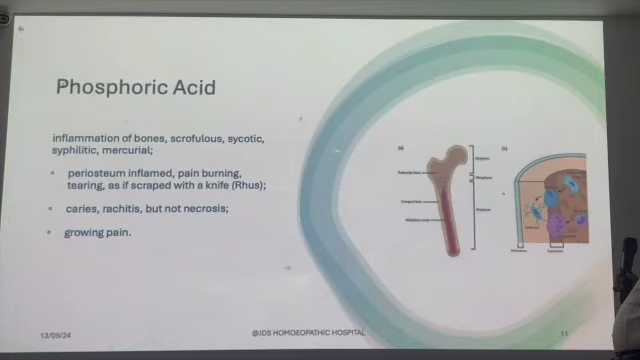 Phosphoric Acid
inflammation of bones, scrofulous, sycotic,
syphilitic, mercurial;
periosteum inflamed, pain burning,
tearing, as if scraped with a knife (Rhus);
caries, rachitis, but not necrosis;
growing pain.
(a)
(b)
13/09/24
@JDS HOMOEOPATHIC HOSPITAL
11